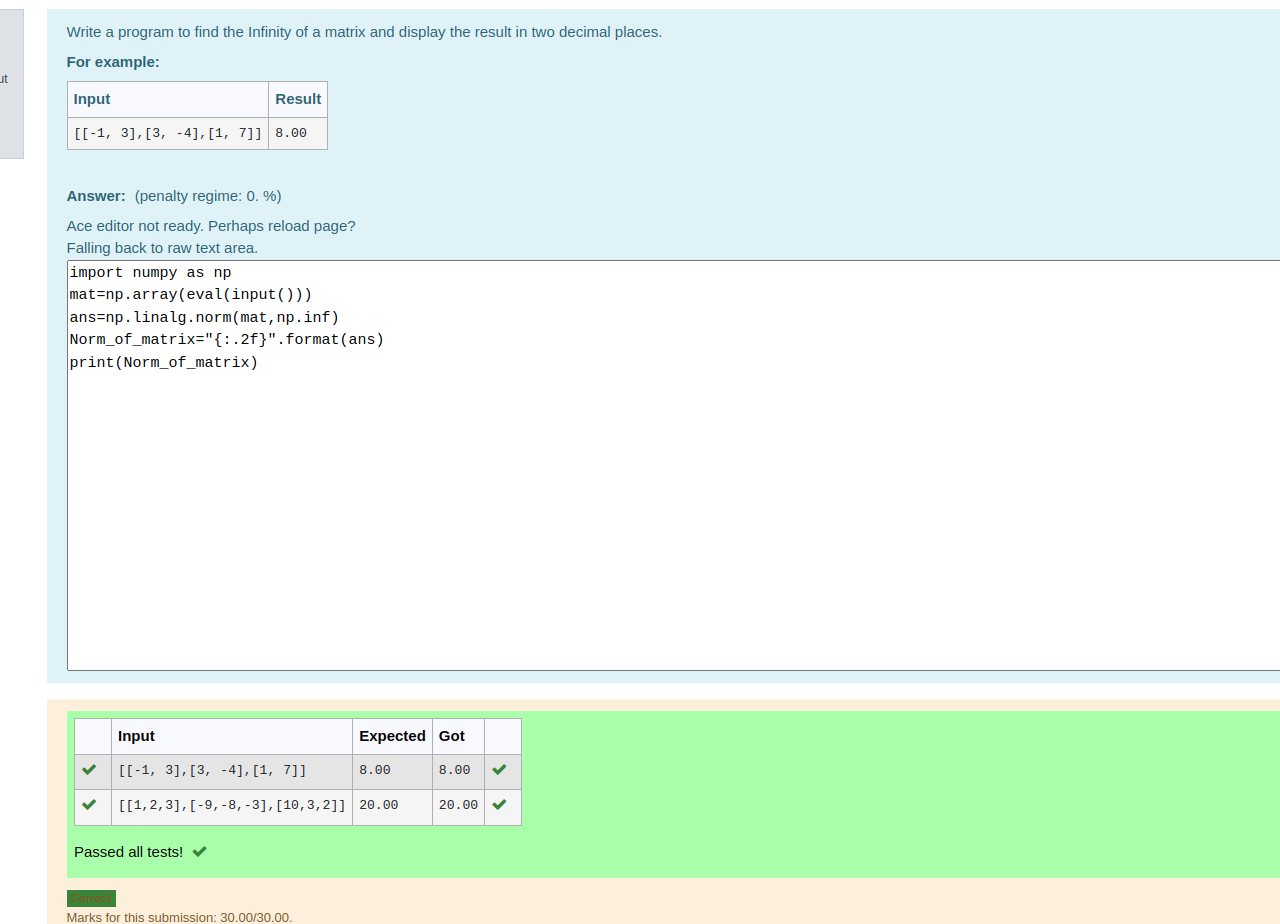 Write a program to find the Infinity of a matrix and display the result in two decimal places.
For example:
Input Result
[[-1, 3],[3, -4],[1, 7]] 8.00
ut
Answer: (penalty regime: 0. %)
Ace editor not ready. Perhaps reload page?
Falling back to raw text area.
import numpy as np
mat=np.array(eval(input()))
ans=np.linalg.norm(mat,np.inf)
Norm_of_matrix="{:.2f}".format(ans)
print(Norm_of_matrix)
Input Expected Got
[[-1, 3],[3, -4],[1, 7]] 8.00 8.00
[[1,2,3],[-9,-8,-3],[10,3,2]] 20.00 20.00
Passed all tests!
Correct
Marks for this submission: 30.00/30.00.